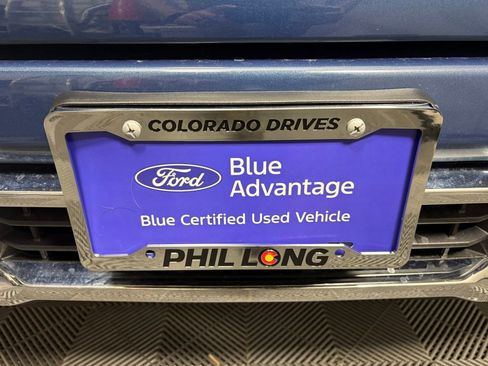 COLORADO DRIVES
Ford
Blue
Advantage
Blue Certified Used Vehicle
PHIL LONG